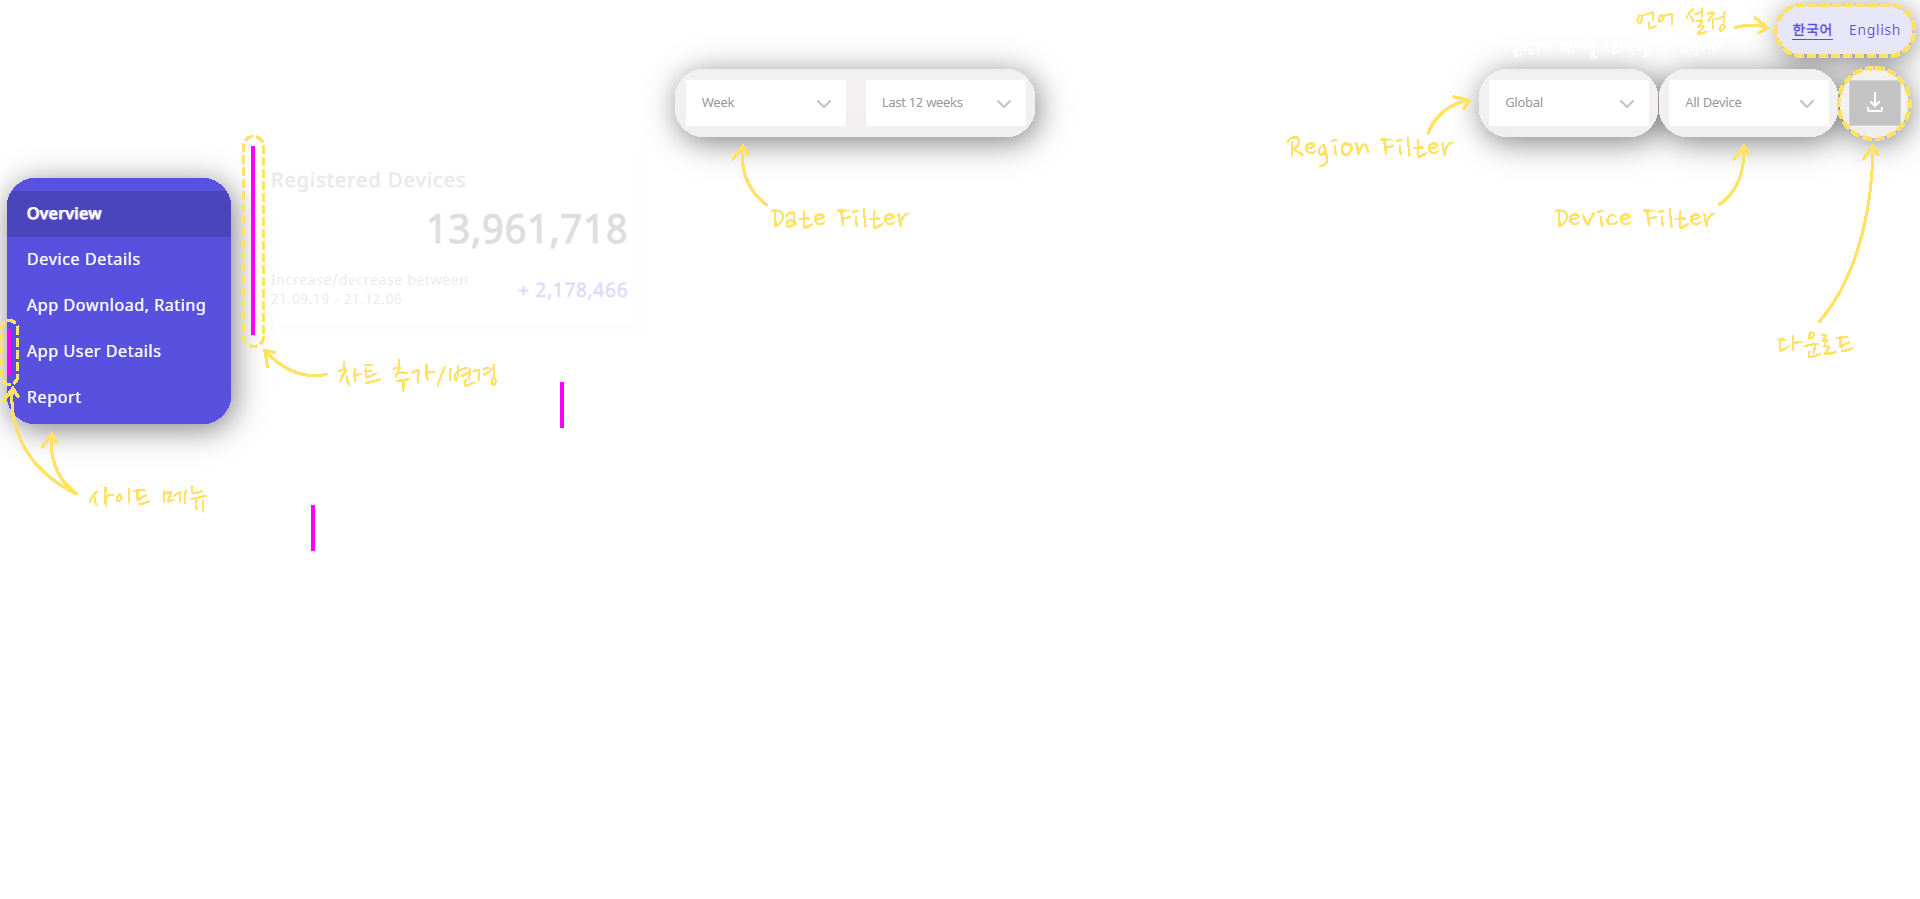 언어 설정
한국어 English
Week
Last 12 weeks
Global
All Device
Region Filter
Date Filter
Device Filter
Registered Devices
13,961,718
Increase/decrease between
21.09.19 - 21.12.06
+ 2,178,466
Overview
Device Details
App Download, Rating
App User Details
Report
다운로드
차트 추가/변경
사이트 메뉴